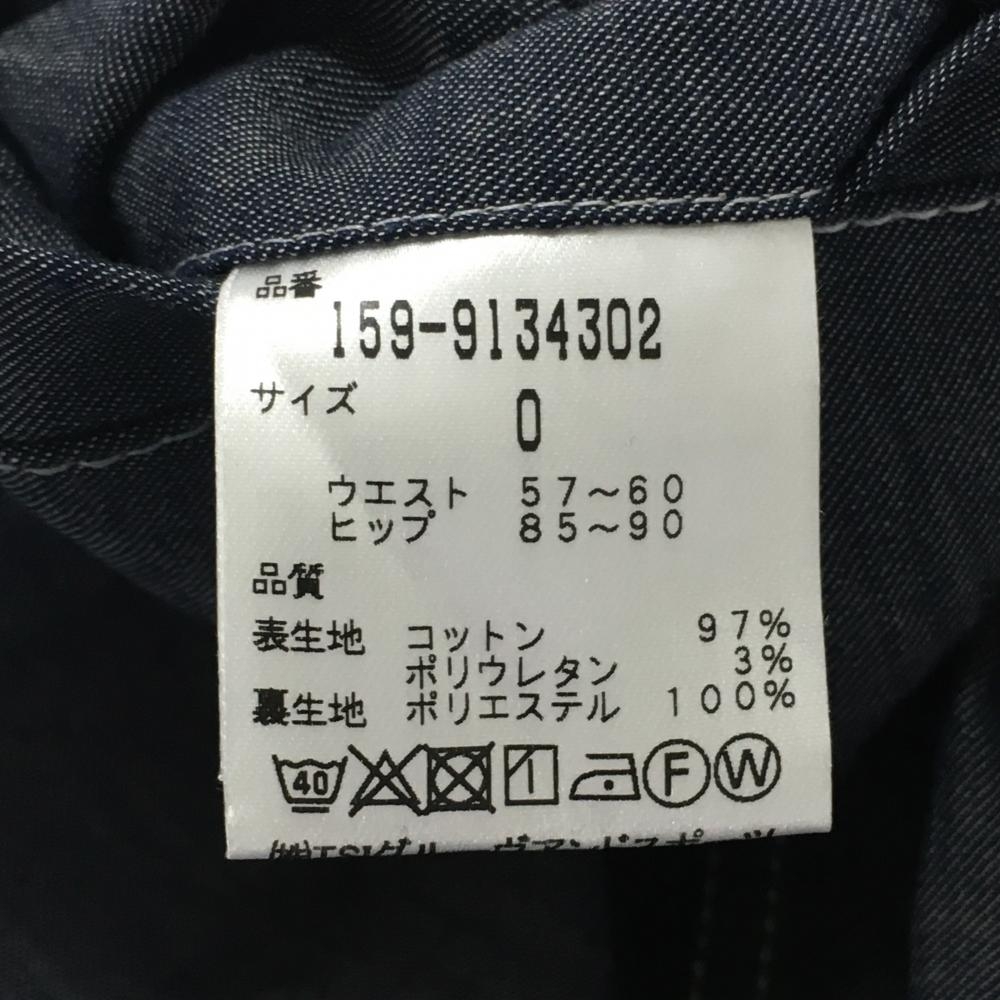 品番
159-9134302
サイズ 0
ウエスト 57～60
ヒップ 85～90
品質
表生地 コットン 97%
ポリウレタン 3%
裏生地 ポリエステル 100%
40 F W